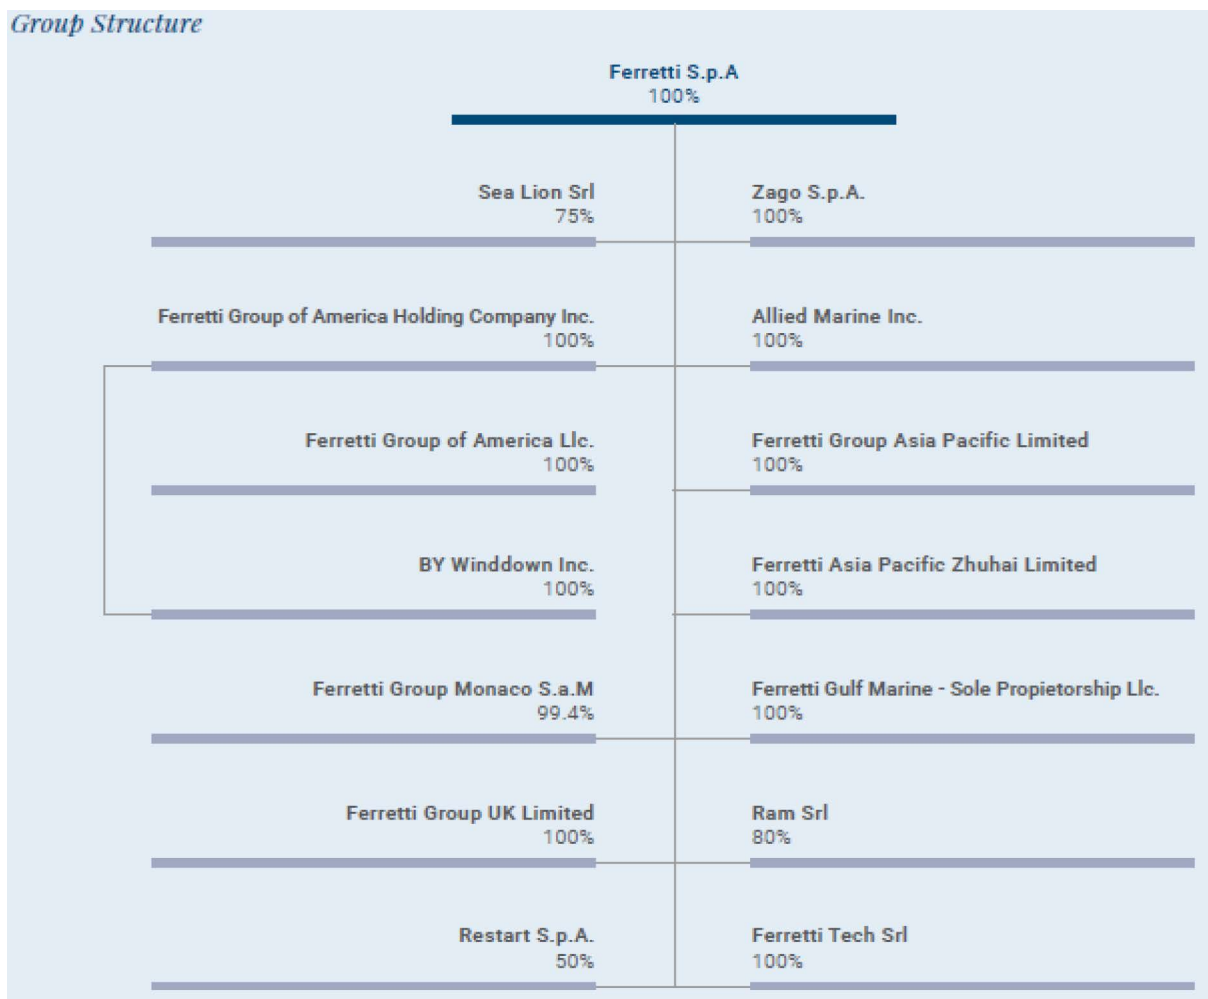 Group Structure
Ferretti S.p.A
100%
Sea Lion Srl
75%
Zago S.p.A.
100%
Ferretti Group of America Holding Company Inc.
100%
Allied Marine Inc.
100%
Ferretti Group of America Llc.
100%
Ferretti Group Asia Pacific Limited
100%
BY Winddown Inc.
100%
Ferretti Asia Pacific Zhuhai Limited
100%
Ferretti Group Monaco S.a.M
99.4%
Ferretti Gulf Marine - Sole Propietorship Llc.
100%
Ferretti Group UK Limited
100%
Ram Srl
80%
Restart S.p.A.
50%
Ferretti Tech Srl
100%